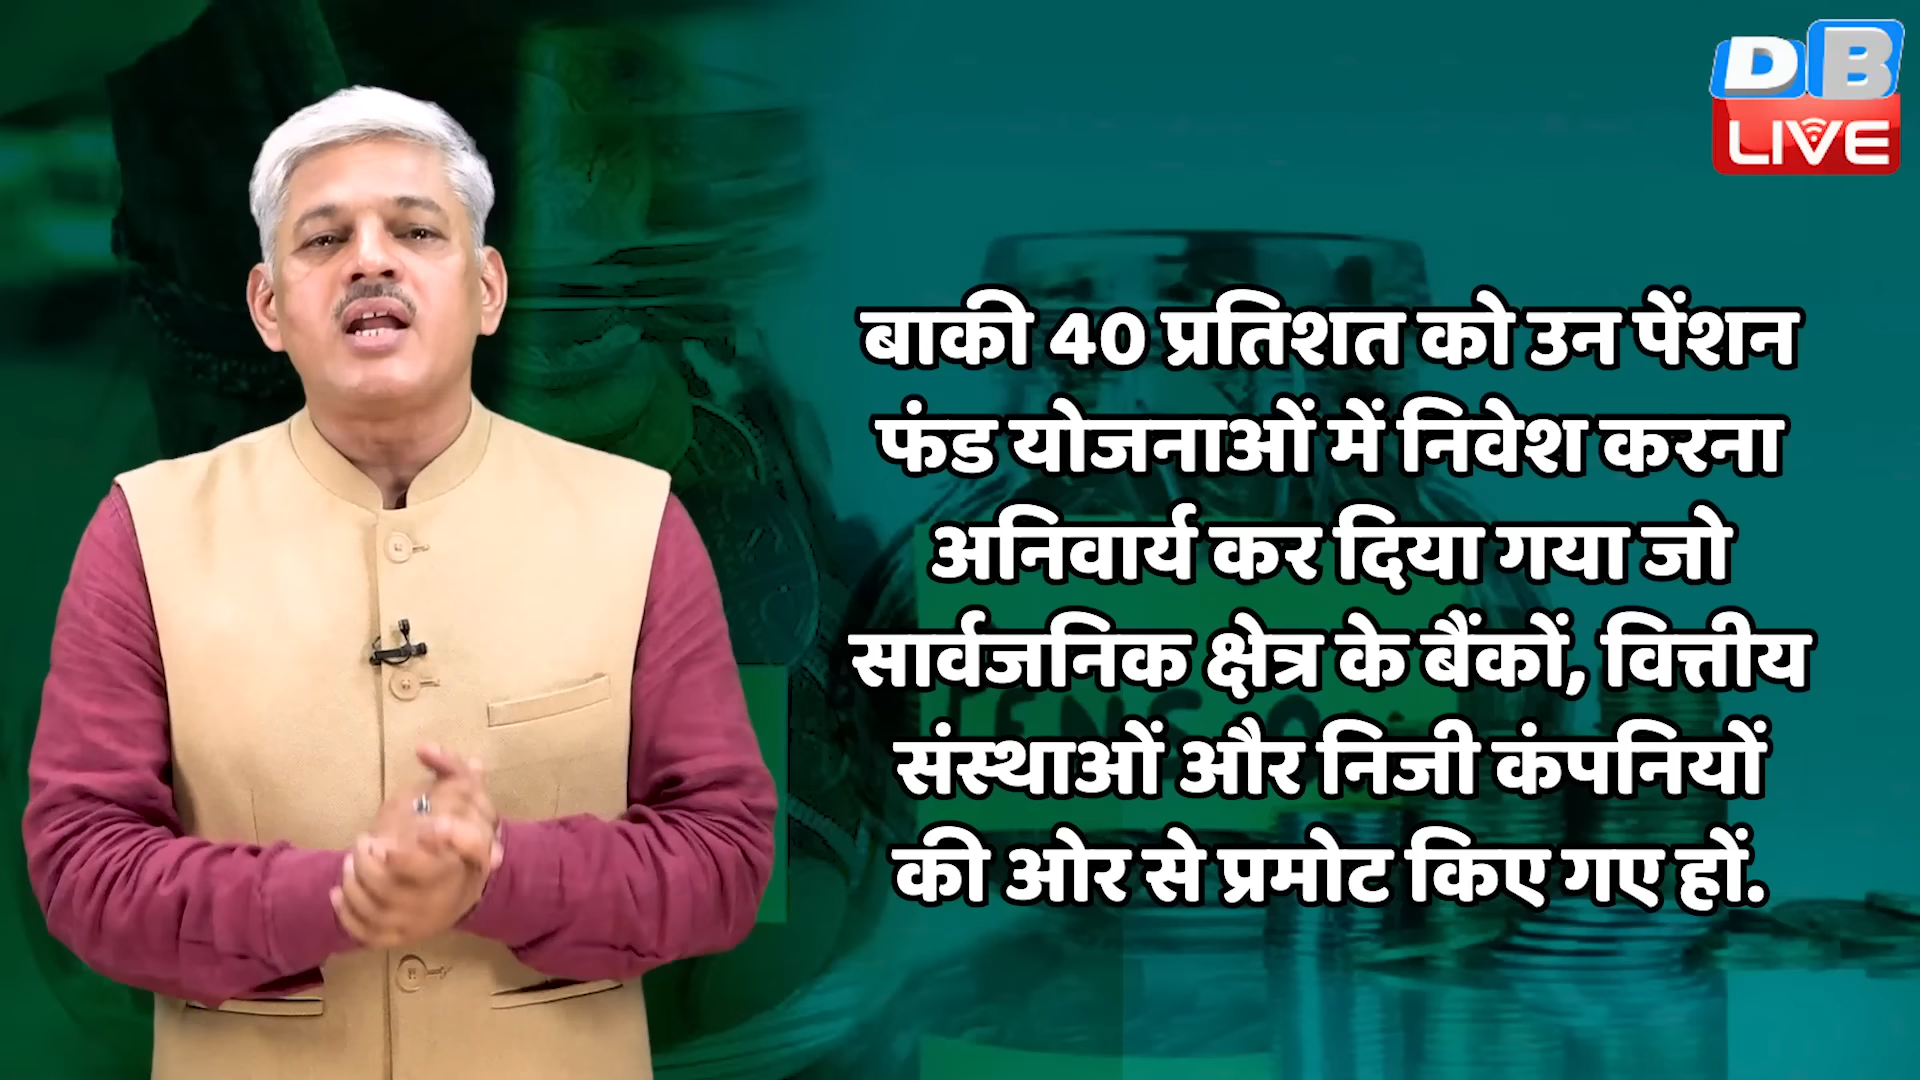 DB
LIVE
बाकी 40 प्रतिशत को उन पेंशन
फंड योजनाओं में निवेश करना
अनिवार्य कर दिया गया जो
सार्वजनिक क्षेत्र के बैंकों, वित्तीय
संस्थाओं और निजी कंपनियों
की ओर से प्रमोट किए गए हों.